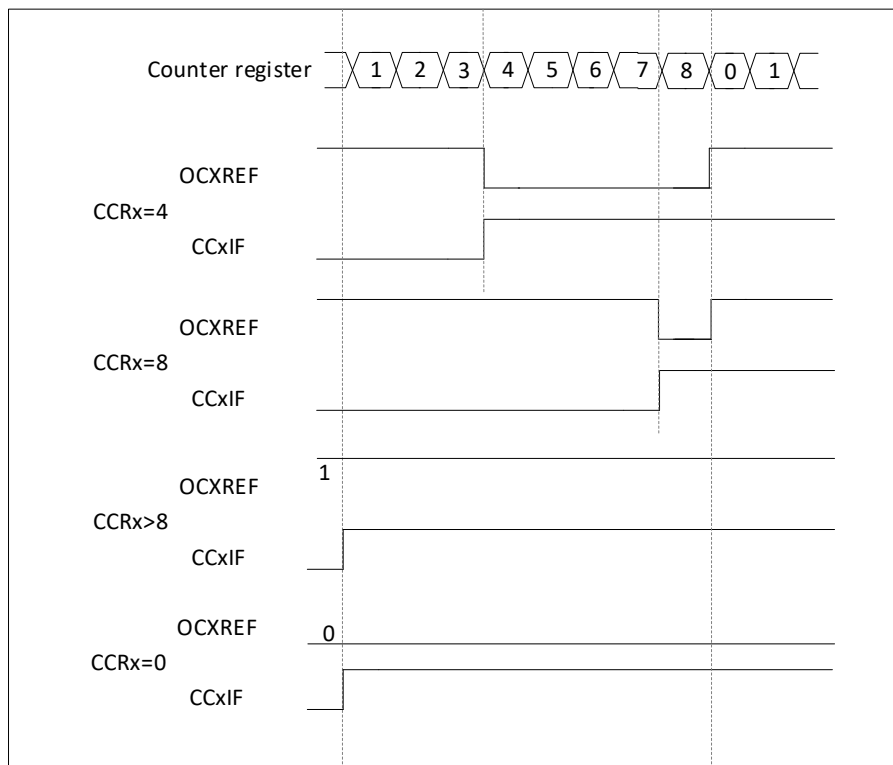 Counter register 1 2 3 4 5 6 7 8 0 1
OCXREF
CCRx=4
CCxIF
OCXREF
CCRx=8
CCxIF
OCXREF 1
CCRx>8
CCxIF
OCXREF 0
CCRx=0
CCxIF